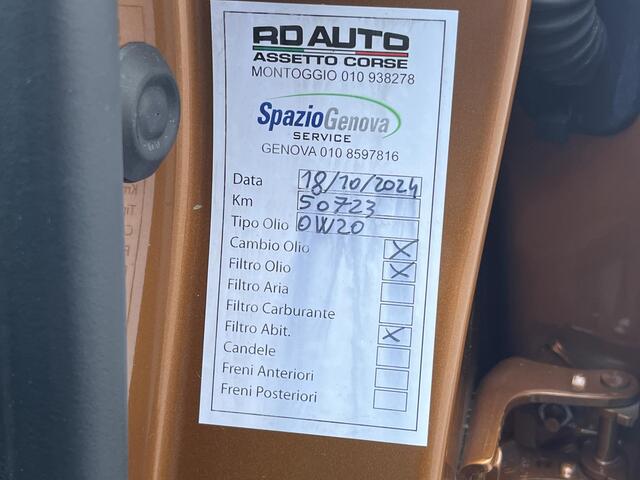 RD AUTO
ASSETTO CORSE
MONTOGGIO 010 938278
SpazioGenova
SERVICE
GENOVA 010 8597816
Data 18/10/2024
Km 50723
Tipo Olio 0W20
Cambio Olio X
Filtro Olio X
Filtro Aria
Filtro Carburante
Filtro Abit. X
Candele
Freni Anteriori
Freni Posteriori